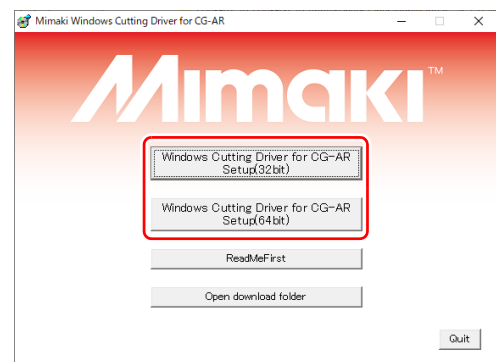 Mimaki Windows Cutting Driver for CG-AR
Mimaki™
Windows Cutting Driver for CG-AR
Setup(32bit)
Windows Cutting Driver for CG-AR
Setup(64bit)
ReadMeFirst
Open download folder
Quit